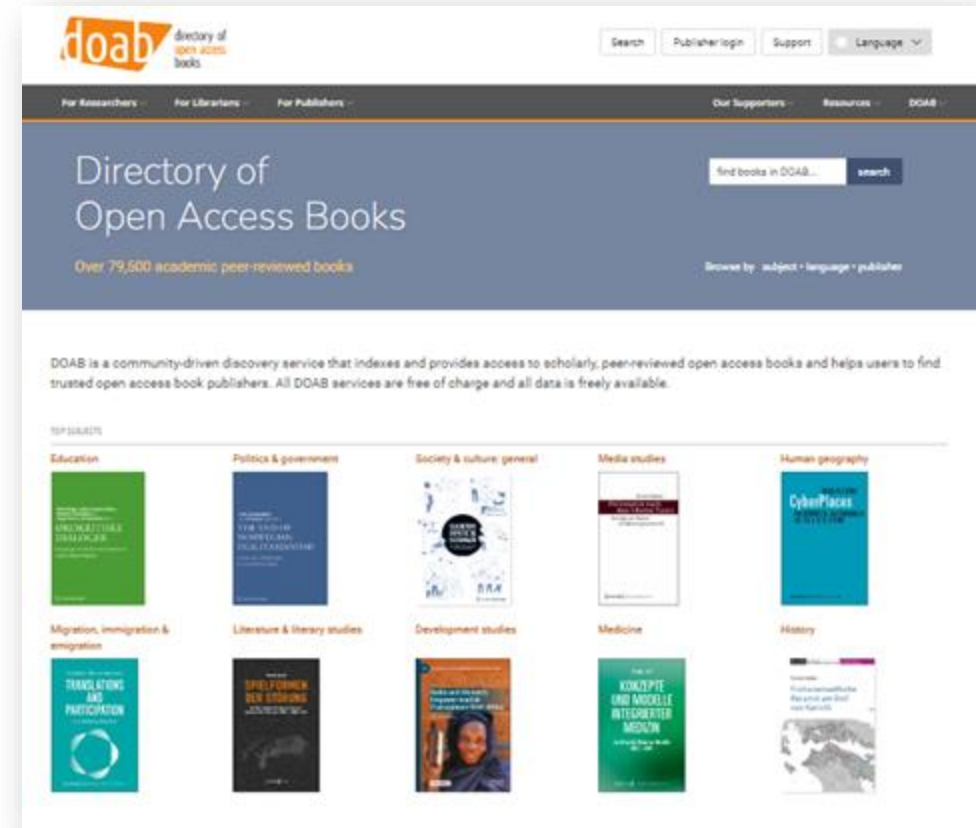 doab directory of
open access
books
Search Publisher login Support Language
For Researchers For Librarians For Publishers Our Supporters Resources DOAB
Directory of
Open Access Books
find books in DOAB... search
Over 79,500 academic peer-reviewed books
Browse by subject • language • publisher
DOAB is a community-driven discovery service that indexes and provides access to scholarly, peer-reviewed open access books and helps users to find
trusted open access book publishers. All DOAB services are free of charge and all data is freely available.
TOP SUBJECTS
Education Politics & government Society & culture: general Media studies Human geography
DIALOGER
THE END OF
NORWEGIAN
EGALITARIANISM
CyberPlaces
Migration, immigration &
emigration
Literature & literary studies Development studies Medicine History
TRANSLATIONS
AND
PARTICIPATION
SPIELFORMEN
DER STÖRUNG
KONZEPTE
UND MODELLE
INTEGRIERTER
MEDIZIN